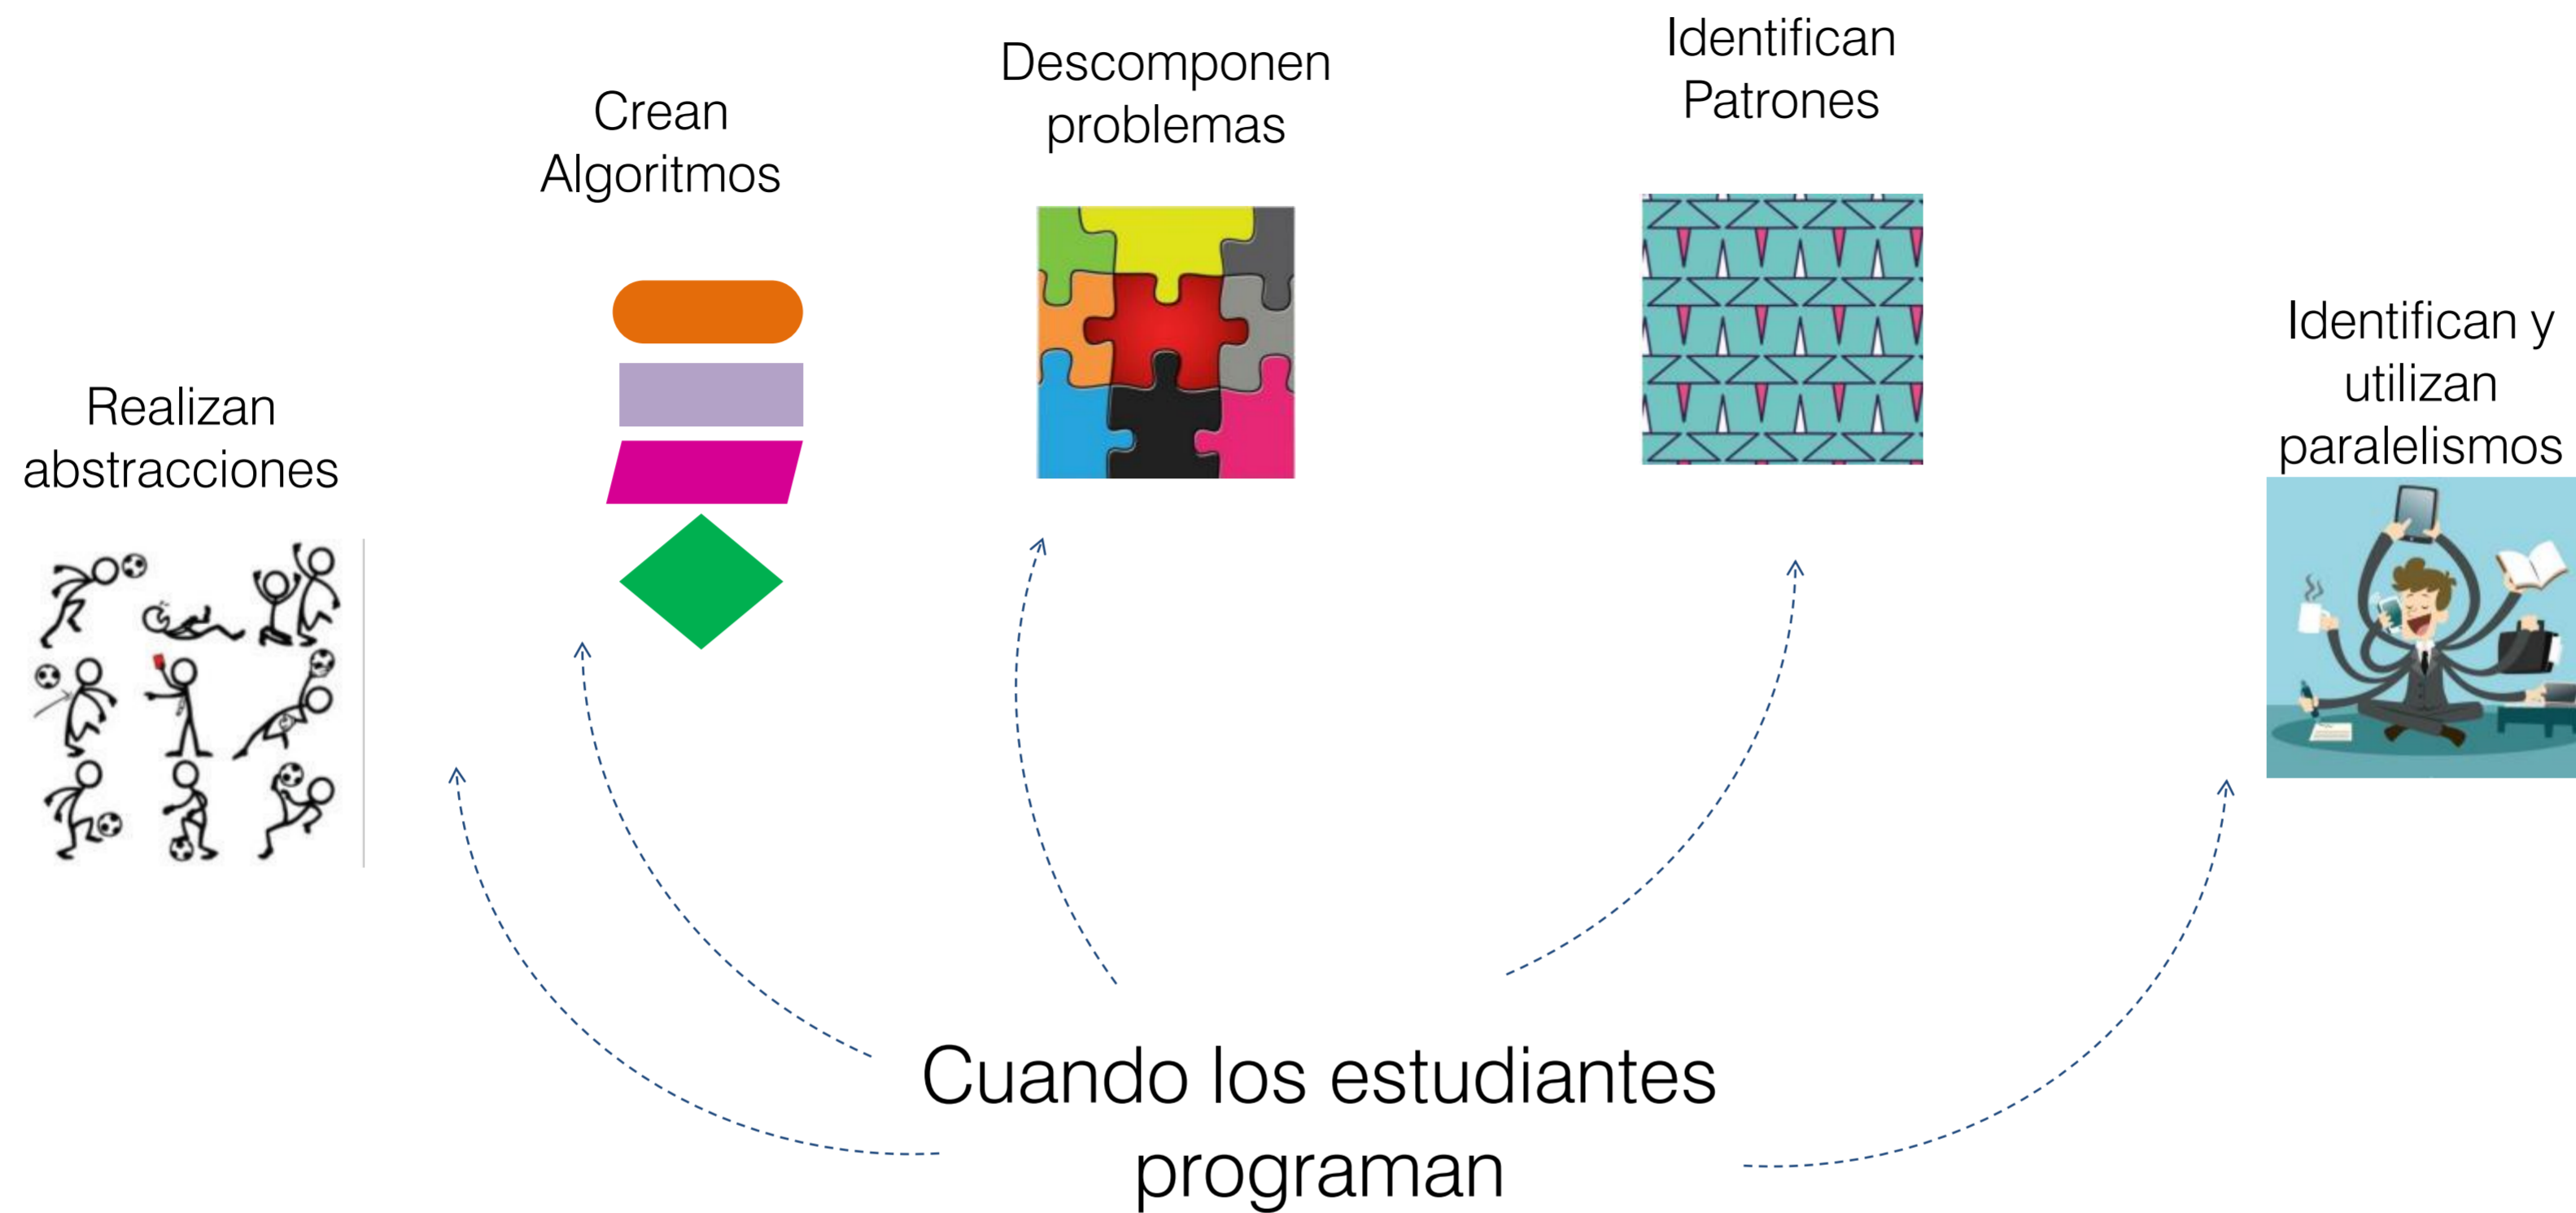 Realizan
abstracciones
Crean
Algoritmos
Descomponen
problemas
Identifican
Patrones
Identifican y
utilizan
paralelismos
Cuando los estudiantes
programan